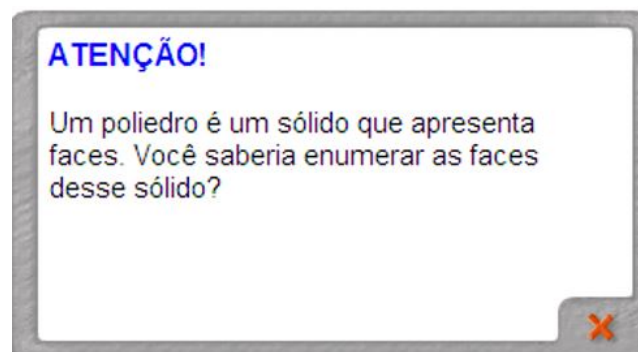 ATENÇÃO!
Um poliedro é um sólido que apresenta
faces. Você saberia enumerar as faces
desse sólido?